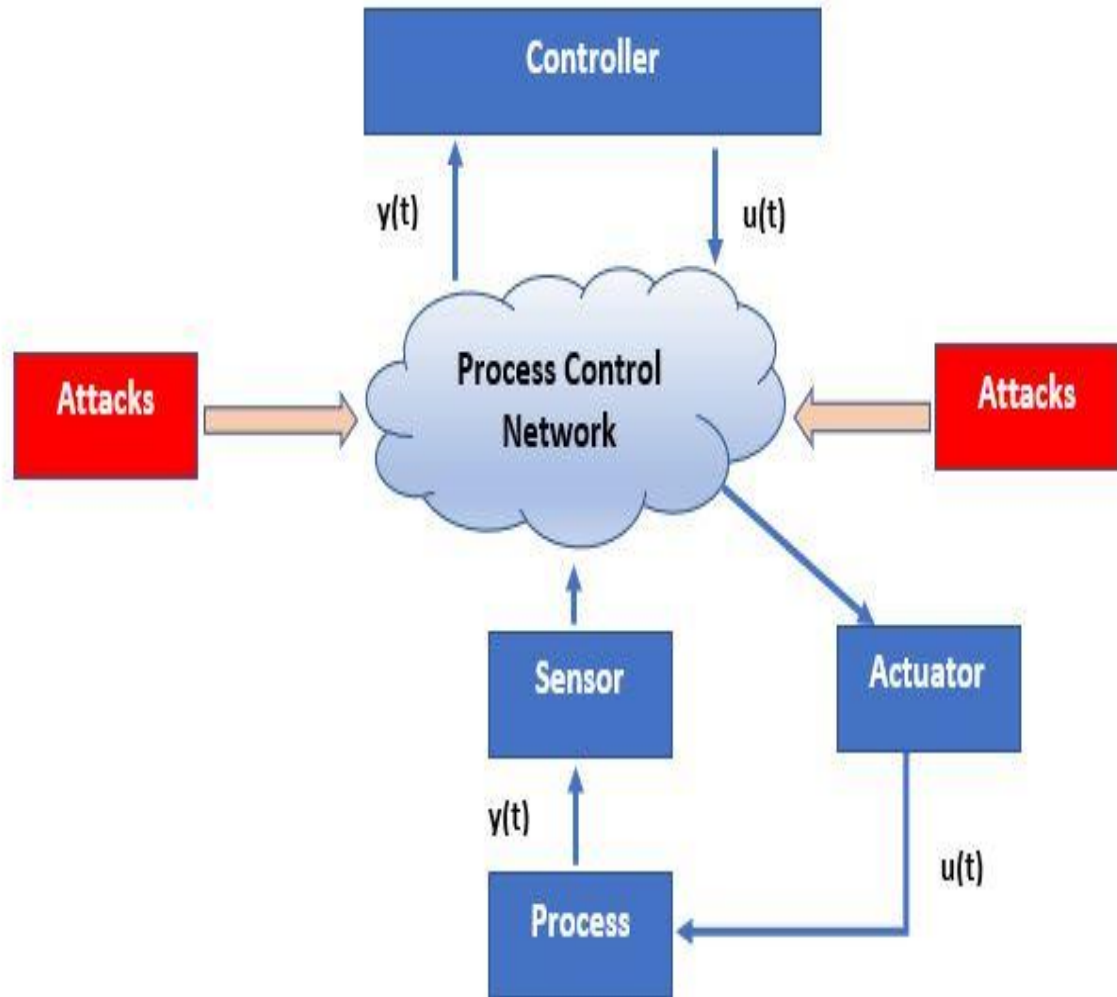 Controller
y(t)
u(t)
Process Control
Network
Attacks
Attacks
Sensor
Actuator
y(t)
u(t)
Process